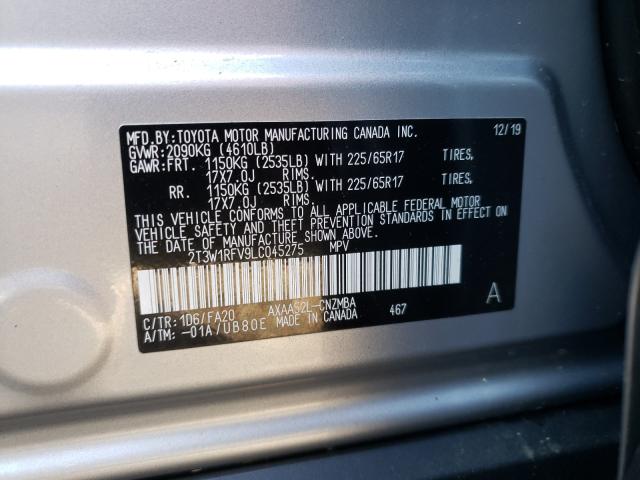 MFD.BY:TOYOTA MOTOR MANUFACTURING CANADA INC. 12/19
GVWR:2090KG (4610LB)
GAWR:FRT. 1150KG (2535LB) WITH 225/65R17 TIRES,
17X7.0J RIMS.
RR. 1150KG (2535LB) WITH 225/65R17 TIRES,
17X7.0J RIMS.
THIS VEHICLE CONFORMS TO ALL APPLICABLE FEDERAL MOTOR
VEHICLE SAFETY & THEFT PREVENTION STANDARDS IN EFFECT ON
THE DATE OF MANUFACTURE SHOWN ABOVE.
2T3W1RFV9LC045275 MPV
C/TR: 1D6/FA20 AXAA52L-CNZMBA 467 A
A/TM: -01A/UB80E MADE IN CANADA